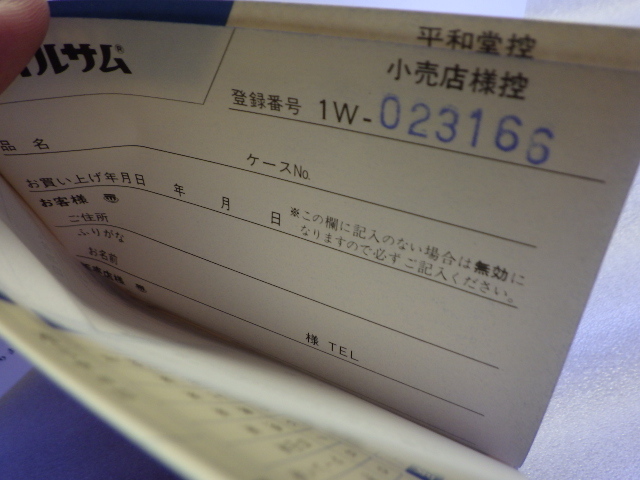 平和堂控
ルサム®
小売店様控
登録番号 1W-023166
品名
ケースNo.
お買い上げ年月日 年 月 日
※この欄に記入のない場合は無効に
なりますので必ずご記入ください。
お客様 〠
ご住所
ふりがな
お名前
様 TEL